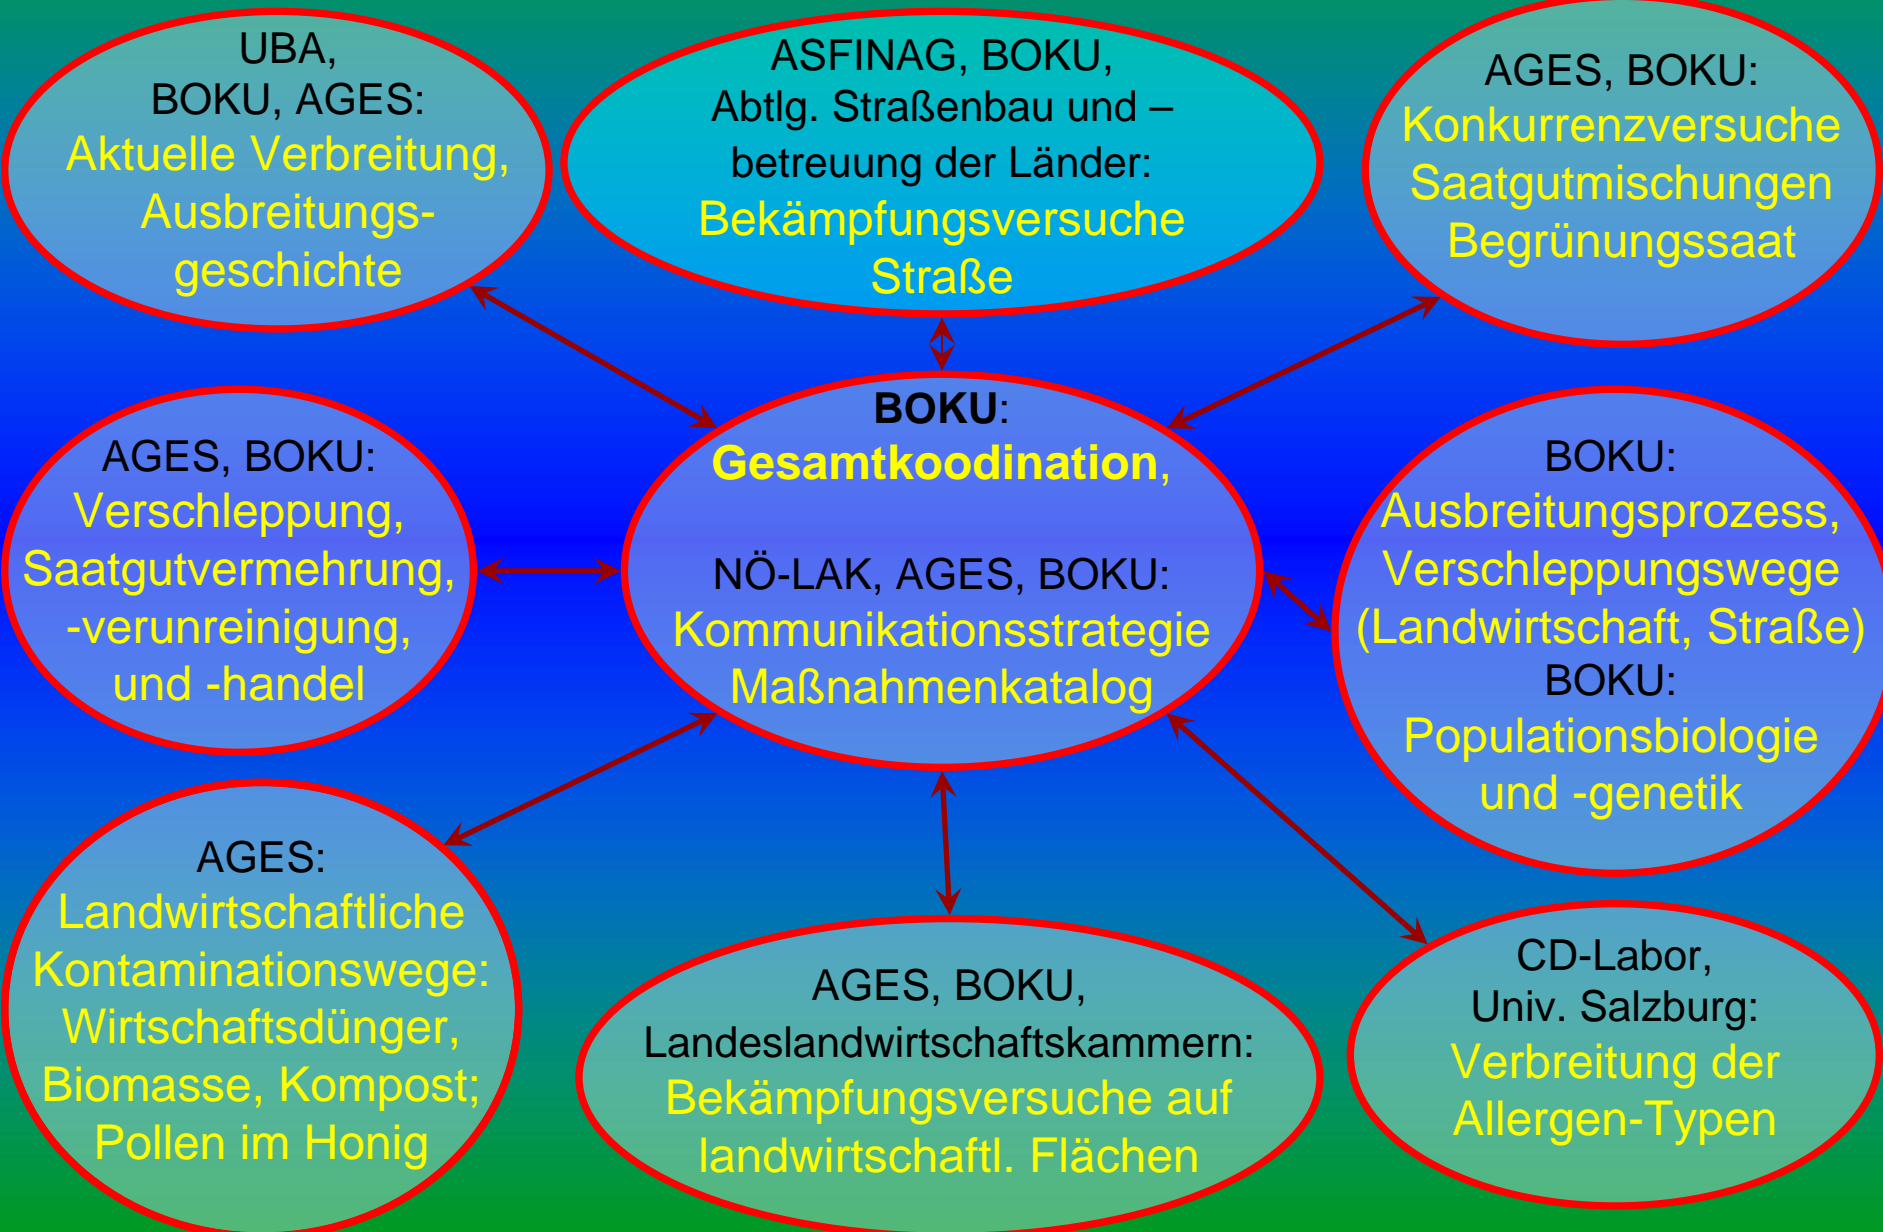 UBA,
BOKU, AGES:
Aktuelle Verbreitung,
Ausbreitungs-
geschichte
ASFINAG, BOKU,
Abtlg. Straßenbau und –
betreuung der Länder:
Bekämpfungsversuche
Straße
AGES, BOKU:
Konkurrenzversuche
Saatgutmischungen
Begrünungssaat
AGES, BOKU:
Verschleppung,
Saatgutvermehrung,
-verunreinigung,
und -handel
BOKU:
Gesamtkoodination,
NÖ-LAK, AGES, BOKU:
Kommunikationsstrategie
Maßnahmenkatalog
BOKU:
Ausbreitungsprozess,
Verschleppungswege
(Landwirtschaft, Straße)
BOKU:
Populationsbiologie
und -genetik
AGES:
Landwirtschaftliche
Kontaminationswege:
Wirtschaftsdünger,
Biomasse, Kompost;
Pollen im Honig
AGES, BOKU,
Landeslandwirtschaftskammern:
Bekämpfungsversuche auf
landwirtschaftl. Flächen
CD-Labor,
Univ. Salzburg:
Verbreitung der
Allergen-Typen